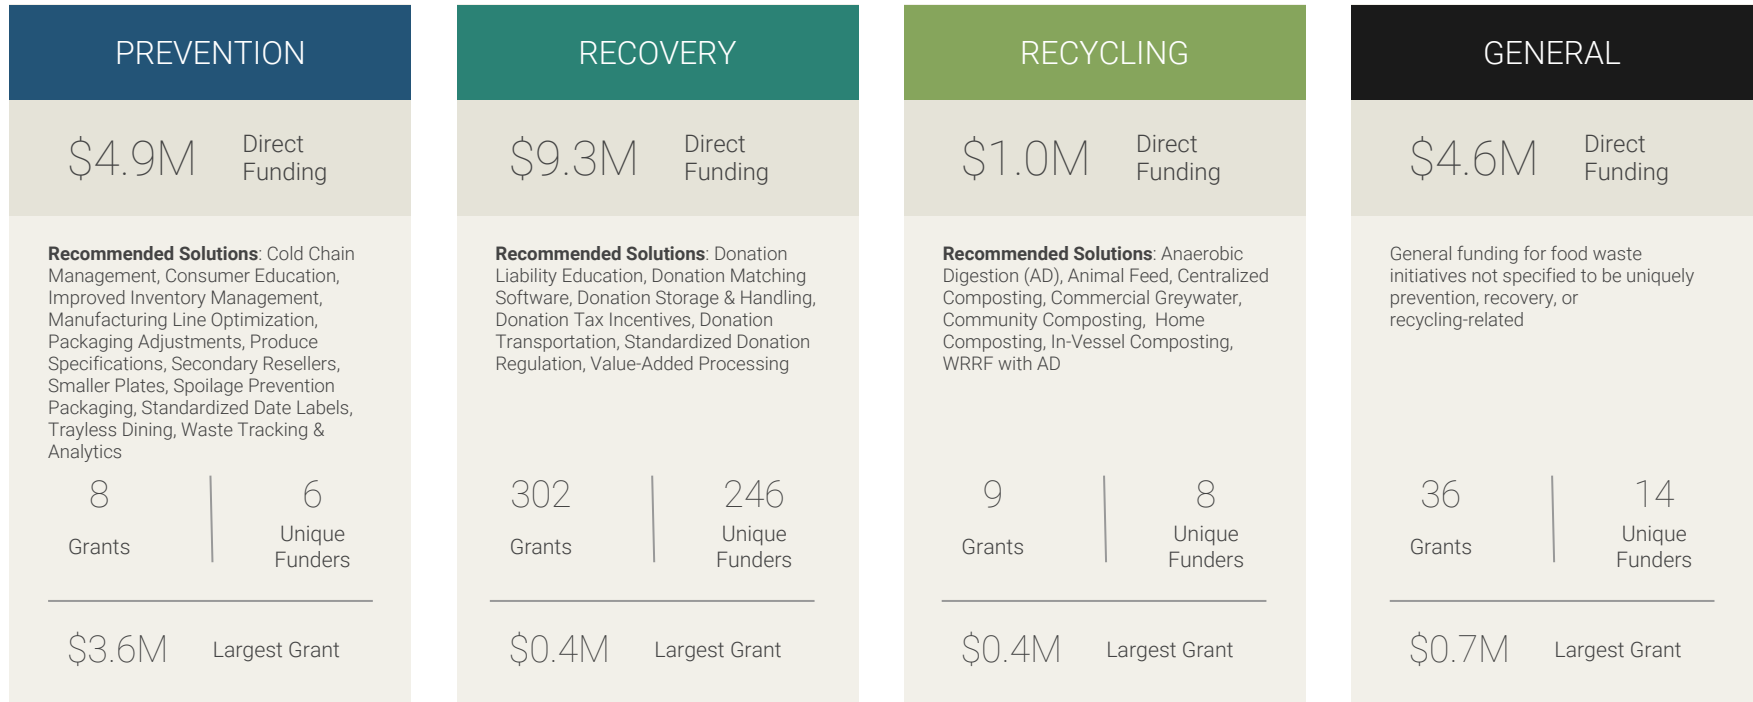 PREVENTION
$4.9M
Direct
Funding
Recommended Solutions: Cold Chain
Management, Consumer Education,
Improved Inventory Management,
Manufacturing Line Optimization,
Packaging Adjustments, Produce
Specifications, Secondary Resellers,
Smaller Plates, Spoilage Prevention
Packaging, Standardized Date Labels,
Trayless Dining, Waste Tracking &
Analytics
8
Grants
6
Unique
Funders
$3.6M
Largest Grant
RECOVERY
$9.3M
Direct
Funding
Recommended Solutions: Donation
Liability Education, Donation Matching
Software, Donation Storage & Handling,
Donation Tax Incentives, Donation
Transportation, Standardized Donation
Regulation, Value-Added Processing
302
Grants
246
Unique
Funders
$0.4M
Largest Grant
RECYCLING
$1.0M
Direct
Funding
Recommended Solutions: Anaerobic
Digestion (AD), Animal Feed, Centralized
Composting, Commercial Greywater,
Community Composting, Home
Composting, In-Vessel Composting,
WRRF with AD
9
Grants
8
Unique
Funders
$0.4M
Largest Grant
GENERAL
$4.6M
Direct
Funding
General funding for food waste
initiatives not specified to be uniquely
prevention, recovery, or
recycling-related
36
Grants
14
Unique
Funders
$0.7M
Largest Grant